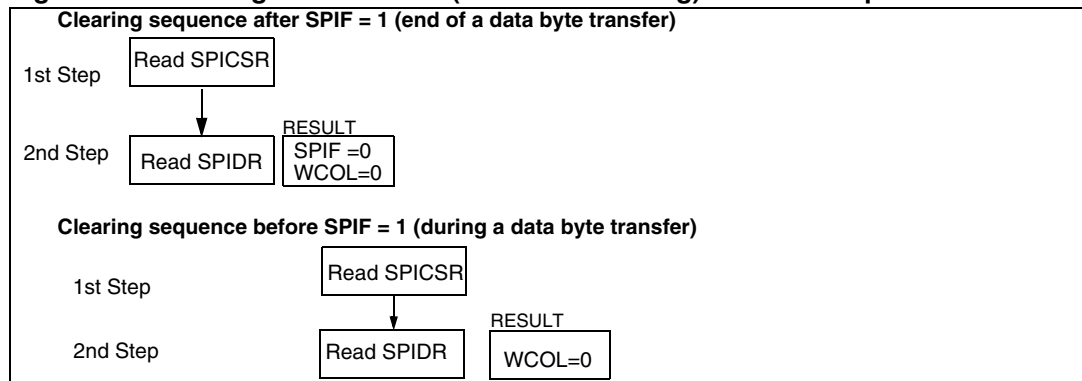 Clearing sequence after SPIF = 1 (end of a data byte transfer)
1st Step
Read SPICSR
2nd Step
Read SPIDR
RESULT
SPIF =0
WCOL=0
Clearing sequence before SPIF = 1 (during a data byte transfer)
1st Step
Read SPICSR
2nd Step
Read SPIDR
RESULT
WCOL=0